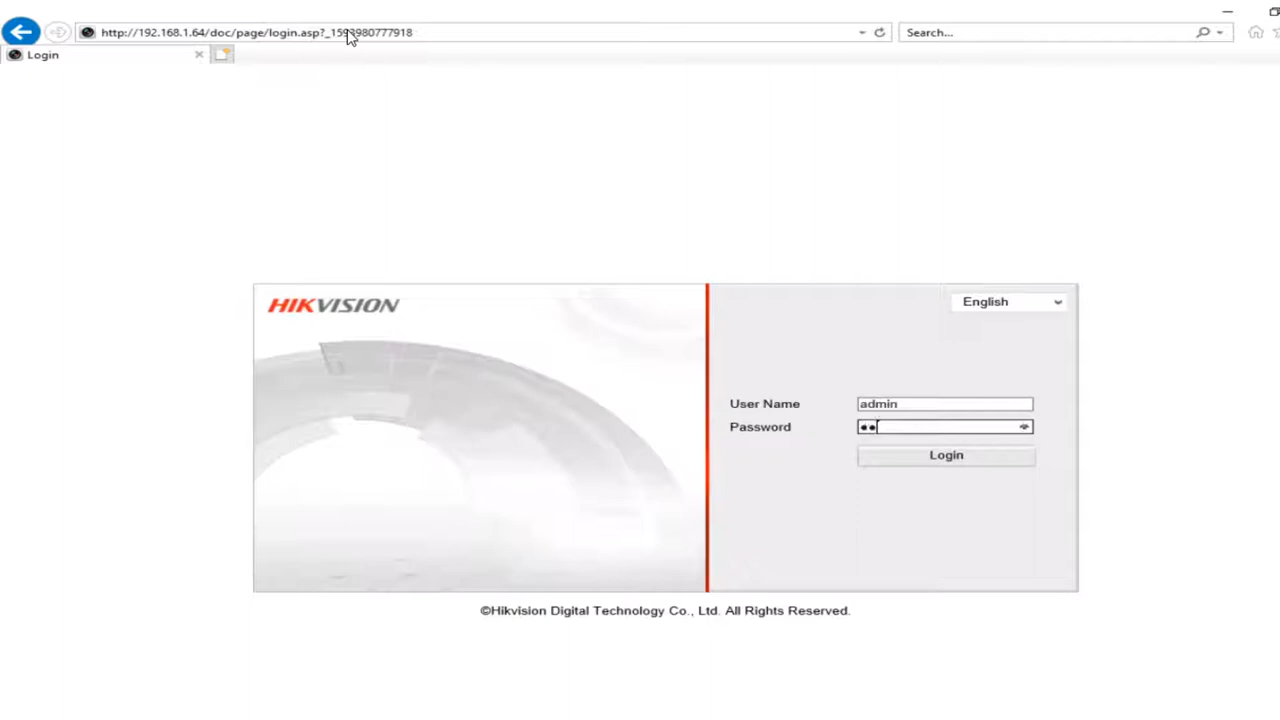 http://192.168.1.64/doc/page/login.asp?_1593980777918
Search...
Login
HIKVISION
English
User Name
admin
Password
Login
©Hikvision Digital Technology Co., Ltd. All Rights Reserved.